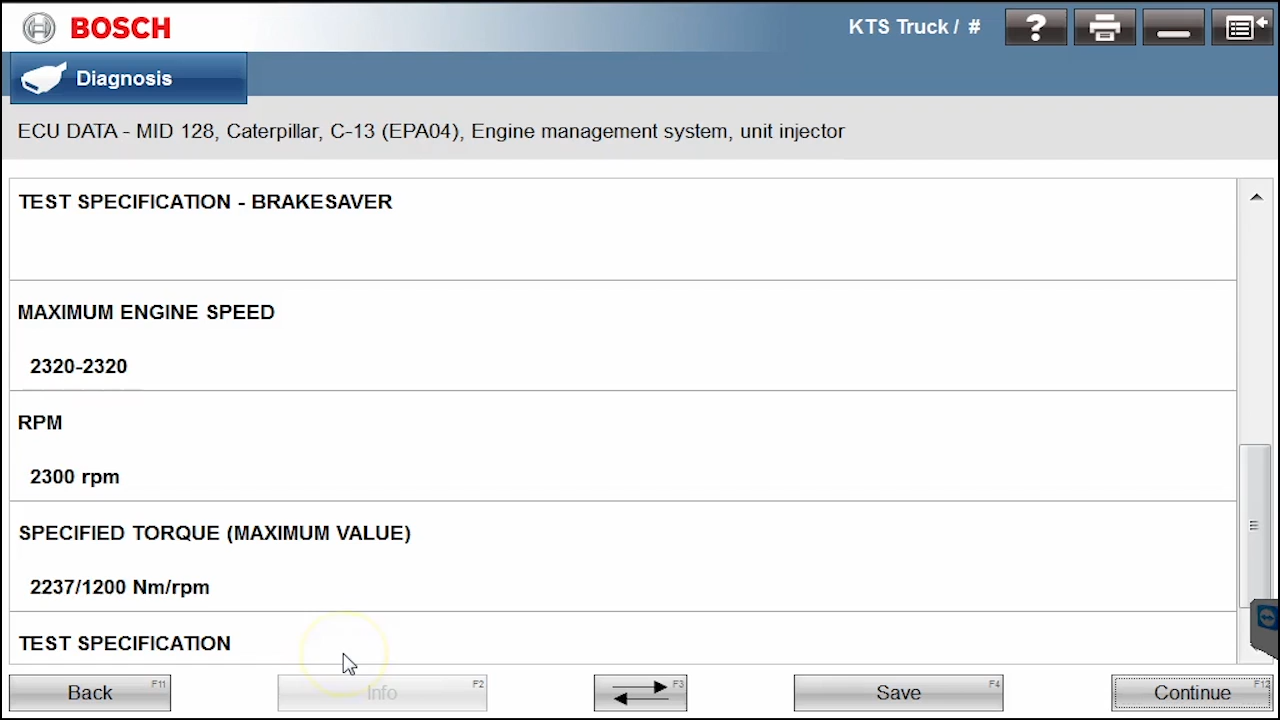 BOSCH
KTS Truck / #
?
Diagnosis
ECU DATA - MID 128, Caterpillar, C-13 (EPA04), Engine management system, unit injector
TEST SPECIFICATION - BRAKESAVER
MAXIMUM ENGINE SPEED
2320-2320
RPM
2300 rpm
SPECIFIED TORQUE (MAXIMUM VALUE)
2237/1200 Nm/rpm
TEST SPECIFICATION
Back F11
Info F2
F3
Save F4
Continue F12